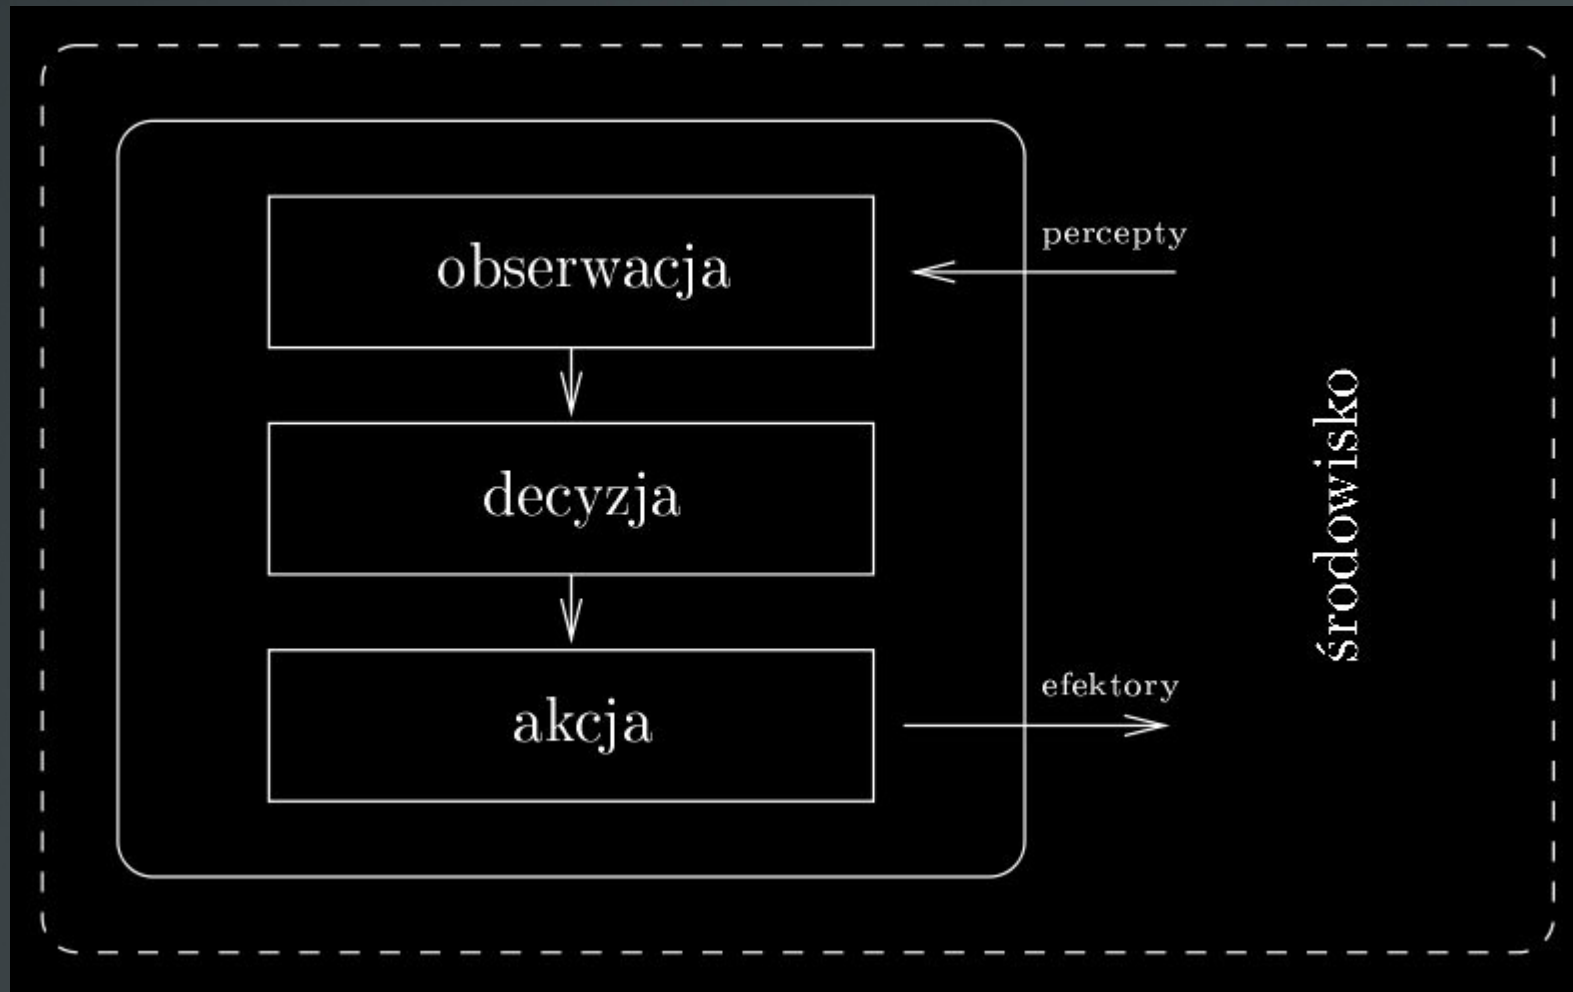 obserwacja
percepty
decyzja
środowisko
akcja
efektory